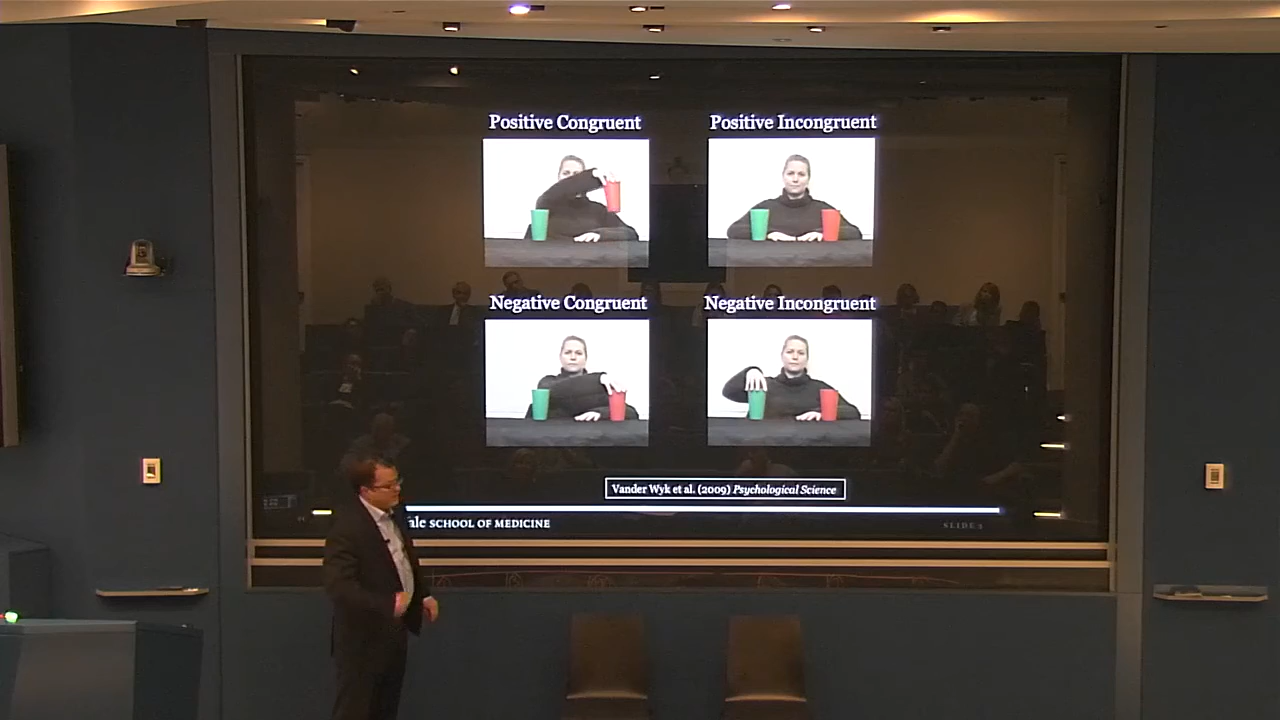 Positive Congruent
Positive Incongruent
Negative Congruent
Negative Incongruent
Vander Wyk et al. (2009) Psychological Science
ale SCHOOL OF MEDICINE
SLIDE